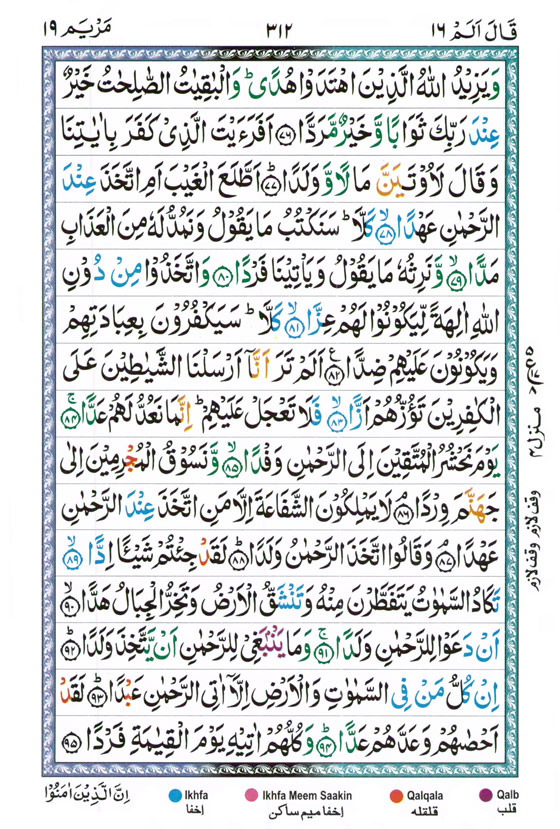 قَالَ اَلَمْ ١٦ ٣١٢ مَرْيَم ١٩
وَيَزِيْدُ اللّٰهُ الَّذِيْنَ اهْتَدَوْا هُدًىؕ وَالْبٰقِيٰتُ الصّٰلِحٰتُ خَيْرٌ
عِنْدَ رَبِّكَ ثَوَابًا وَّخَيْرٌ مَّرَدًّا ﴿٧٦﴾ اَفَرَءَيْتَ الَّذِىْ كَفَرَ بِاٰيٰتِنَا
وَقَالَ لَاُوْتَيَنَّ مَالًا وَّوَلَدًاؕ ﴿٧٧﴾ اَطَّلَعَ الْغَيْبَ اَمِ اتَّخَذَ عِنْدَ
الرَّحْمٰنِ عَهْدًاۙ ﴿٧٨﴾ كَلَّاؕ سَنَكْتُبُ مَا يَقُوْلُ وَنَمُدُّ لَهٗ مِنَ الْعَذَابِ
مَدًّاۙ ﴿٧٩﴾ وَّنَرِثُهٗ مَا يَقُوْلُ وَيَاْتِيْنَا فَرْدًا ﴿٨٠﴾ وَاتَّخَذُوْا مِنْ دُوْنِ
اللّٰهِ اٰلِهَةً لِّيَكُوْنُوْا لَهُمْ عِزًّاۙ ﴿٨١﴾ كَلَّاؕ سَيَكْفُرُوْنَ بِعِبَادَتِهِمْ
وَيَكُوْنُوْنَ عَلَيْهِمْ ضِدًّا ﴿٨٢﴾ اَلَمْ تَرَ اَنَّاۤ اَرْسَلْنَا الشَّيٰطِيْنَ عَلَى
الْكٰفِرِيْنَ تَؤُزُّهُمْ اَزًّاۙ ﴿٨٣﴾ فَلَا تَعْجَلْ عَلَيْهِمْؕ اِنَّمَا نَعُدُّ لَهُمْ عَدًّاۚ ﴿٨٤﴾
يَوْمَ نَحْشُرُ الْمُتَّقِيْنَ اِلَى الرَّحْمٰنِ وَفْدًاۙ ﴿٨٥﴾ وَّنَسُوْقُ الْمُجْرِمِيْنَ اِلٰى
جَهَنَّمَ وِرْدًاۘ ﴿٨٦﴾ لَا يَمْلِكُوْنَ الشَّفَاعَةَ اِلَّا مَنِ اتَّخَذَ عِنْدَ الرَّحْمٰنِ
عَهْدًاۘ ﴿٨٧﴾ وَقَالُوا اتَّخَذَ الرَّحْمٰنُ وَلَدًاؕ ﴿٨٨﴾ لَقَدْ جِئْتُمْ شَيْـًٔا اِدًّاۙ ﴿٨٩﴾
تَكَادُ السَّمٰوٰتُ يَتَفَطَّرْنَ مِنْهُ وَتَنْشَقُّ الْاَرْضُ وَتَخِرُّ الْجِبَالُ هَدًّاۙ ﴿٩٠﴾
اَنْ دَعَوْا لِلرَّحْمٰنِ وَلَدًاۚ ﴿٩١﴾ وَمَا يَنْۢبَغِىْ لِلرَّحْمٰنِ اَنْ يَّتَّخِذَ وَلَدًاؕ ﴿٩٢﴾
اِنْ كُلُّ مَنْ فِى السَّمٰوٰتِ وَالْاَرْضِ اِلَّاۤ اٰتِى الرَّحْمٰنِ عَبْدًاؕ ﴿٩٣﴾ لَقَدْ
اَحْصٰىهُمْ وَعَدَّهُمْ عَدًّاؕ ﴿٩٤﴾ وَكُلُّهُمْ اٰتِيْهِ يَوْمَ الْقِيٰمَةِ فَرْدًا ﴿٩٥﴾
منزل ٤
وقف لازم وقف لازم
اِنَّ الَّذِيْنَ اٰمَنُوْا
Ikhfa Ikhfa Meem Saakin Qalqala Qalb
اخفا اخفا ميم ساكن قلقله قلب